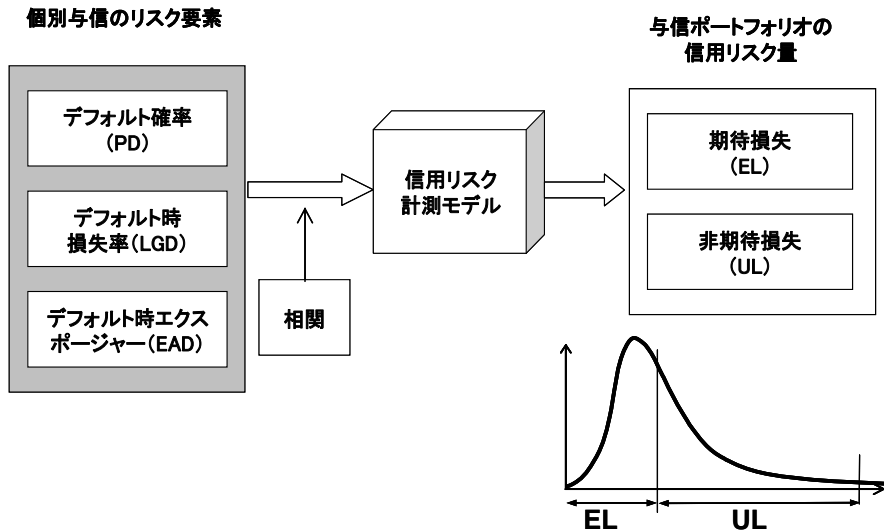 個別与信のリスク要素
デフォルト確率
(PD)
デフォルト時
損失率(LGD)
デフォルト時エクス
ポージャー(EAD)
相関
信用リスク
計測モデル
与信ポートフォリオの
信用リスク量
期待損失
(EL)
非期待損失
(UL)
EL
UL